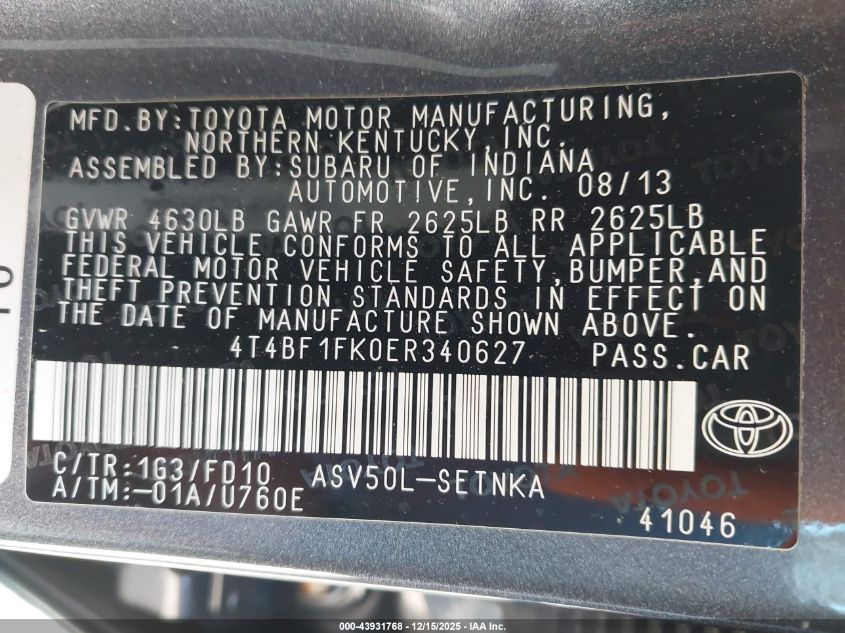 MFD.BY:TOYOTA MOTOR MANUFACTURING,
NORTHERN KENTUCKY,INC.
ASSEMBLED BY:SUBARU OF INDIANA
AUTOMOTIVE,INC. 08/13
GVWR 4630LB GAWR FR 2625LB RR 2625LB
THIS VEHICLE CONFORMS TO ALL APPLICABLE
FEDERAL MOTOR VEHICLE SAFETY,BUMPER,AND
THEFT PREVENTION STANDARDS IN EFFECT ON
THE DATE OF MANUFACTURE SHOWN ABOVE.
4T4BF1FK0ER340627 PASS.CAR
C/TR:1G3/FD10 ASV50L-SETNKA
A/TM:-01A/U760E
41046
000-43931768 - 12/15/2025 - IAA, Inc.